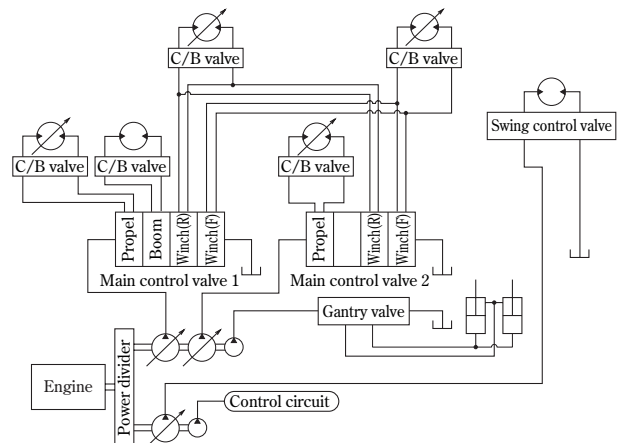 C/B valve
C/B valve
Swing control valve
C/B valve
C/B valve
C/B valve
Propel
Boom
Winch(R)
Winch(F)
Propel
Winch(R)
Winch(F)
Main control valve 1
Main control valve 2
Gantry valve
Power divider
Engine
Control circuit